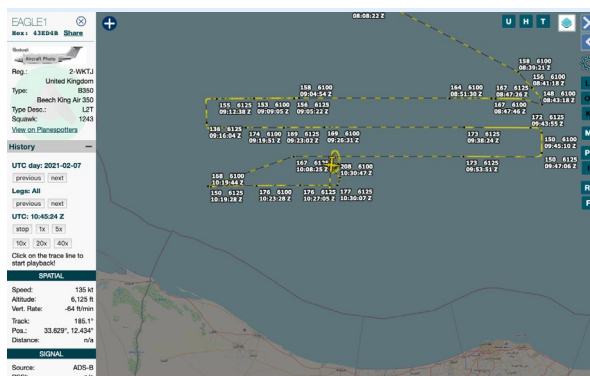 EAGLE1
Hex: 43ED4B Share
Aircraft Photo
Reg.: 2-WKTJ
United Kingdom
Type: B350
Beech King Air 350
Type Desc.: L2T
Squawk: 1243
View on Planespotters
History
UTC day: 2021-02-07
previous next
Legs: All
previous next
UTC: 10:45:24 Z
stop 1x 5x
10x 20x 40x
Click on the trace line to
start playback!
SPATIAL
Speed: 135 kt
Altitude: 6,125 ft
Vert. Rate: -64 ft/min
Track: 185.1°
Pos.: 33.629°, 12.434°
Distance: n/a
SIGNAL
Source: ADS-B
U H T
08:08:22 Z
158 6100
08:39:21 Z
156 6100
08:41:18 Z
148 6100
08:43:18 Z
164 6100
08:51:30 Z
167 6125
08:47:26 Z
167 6100
08:47:46 Z
158 6100
09:04:54 Z
155 6125
09:12:38 Z
153 6100
09:09:05 Z
156 6125
09:05:22 Z
172 6125
09:43:55 Z
136 6125
09:16:04 Z
174 6100
09:19:51 Z
169 6125
09:23:02 Z
169 6100
09:26:31 Z
173 6125
09:38:24 Z
150 6100
09:45:10 Z
150 6125
09:47:06 Z
173 6125
09:53:51 Z
10:08:25 Z
208 6100
10:30:47 Z
168 6100
10:19:44 Z
150 6125
10:19:28 Z
176 6100
10:23:28 Z
176 6125
10:27:05 Z
177 6125
10:30:07 Z